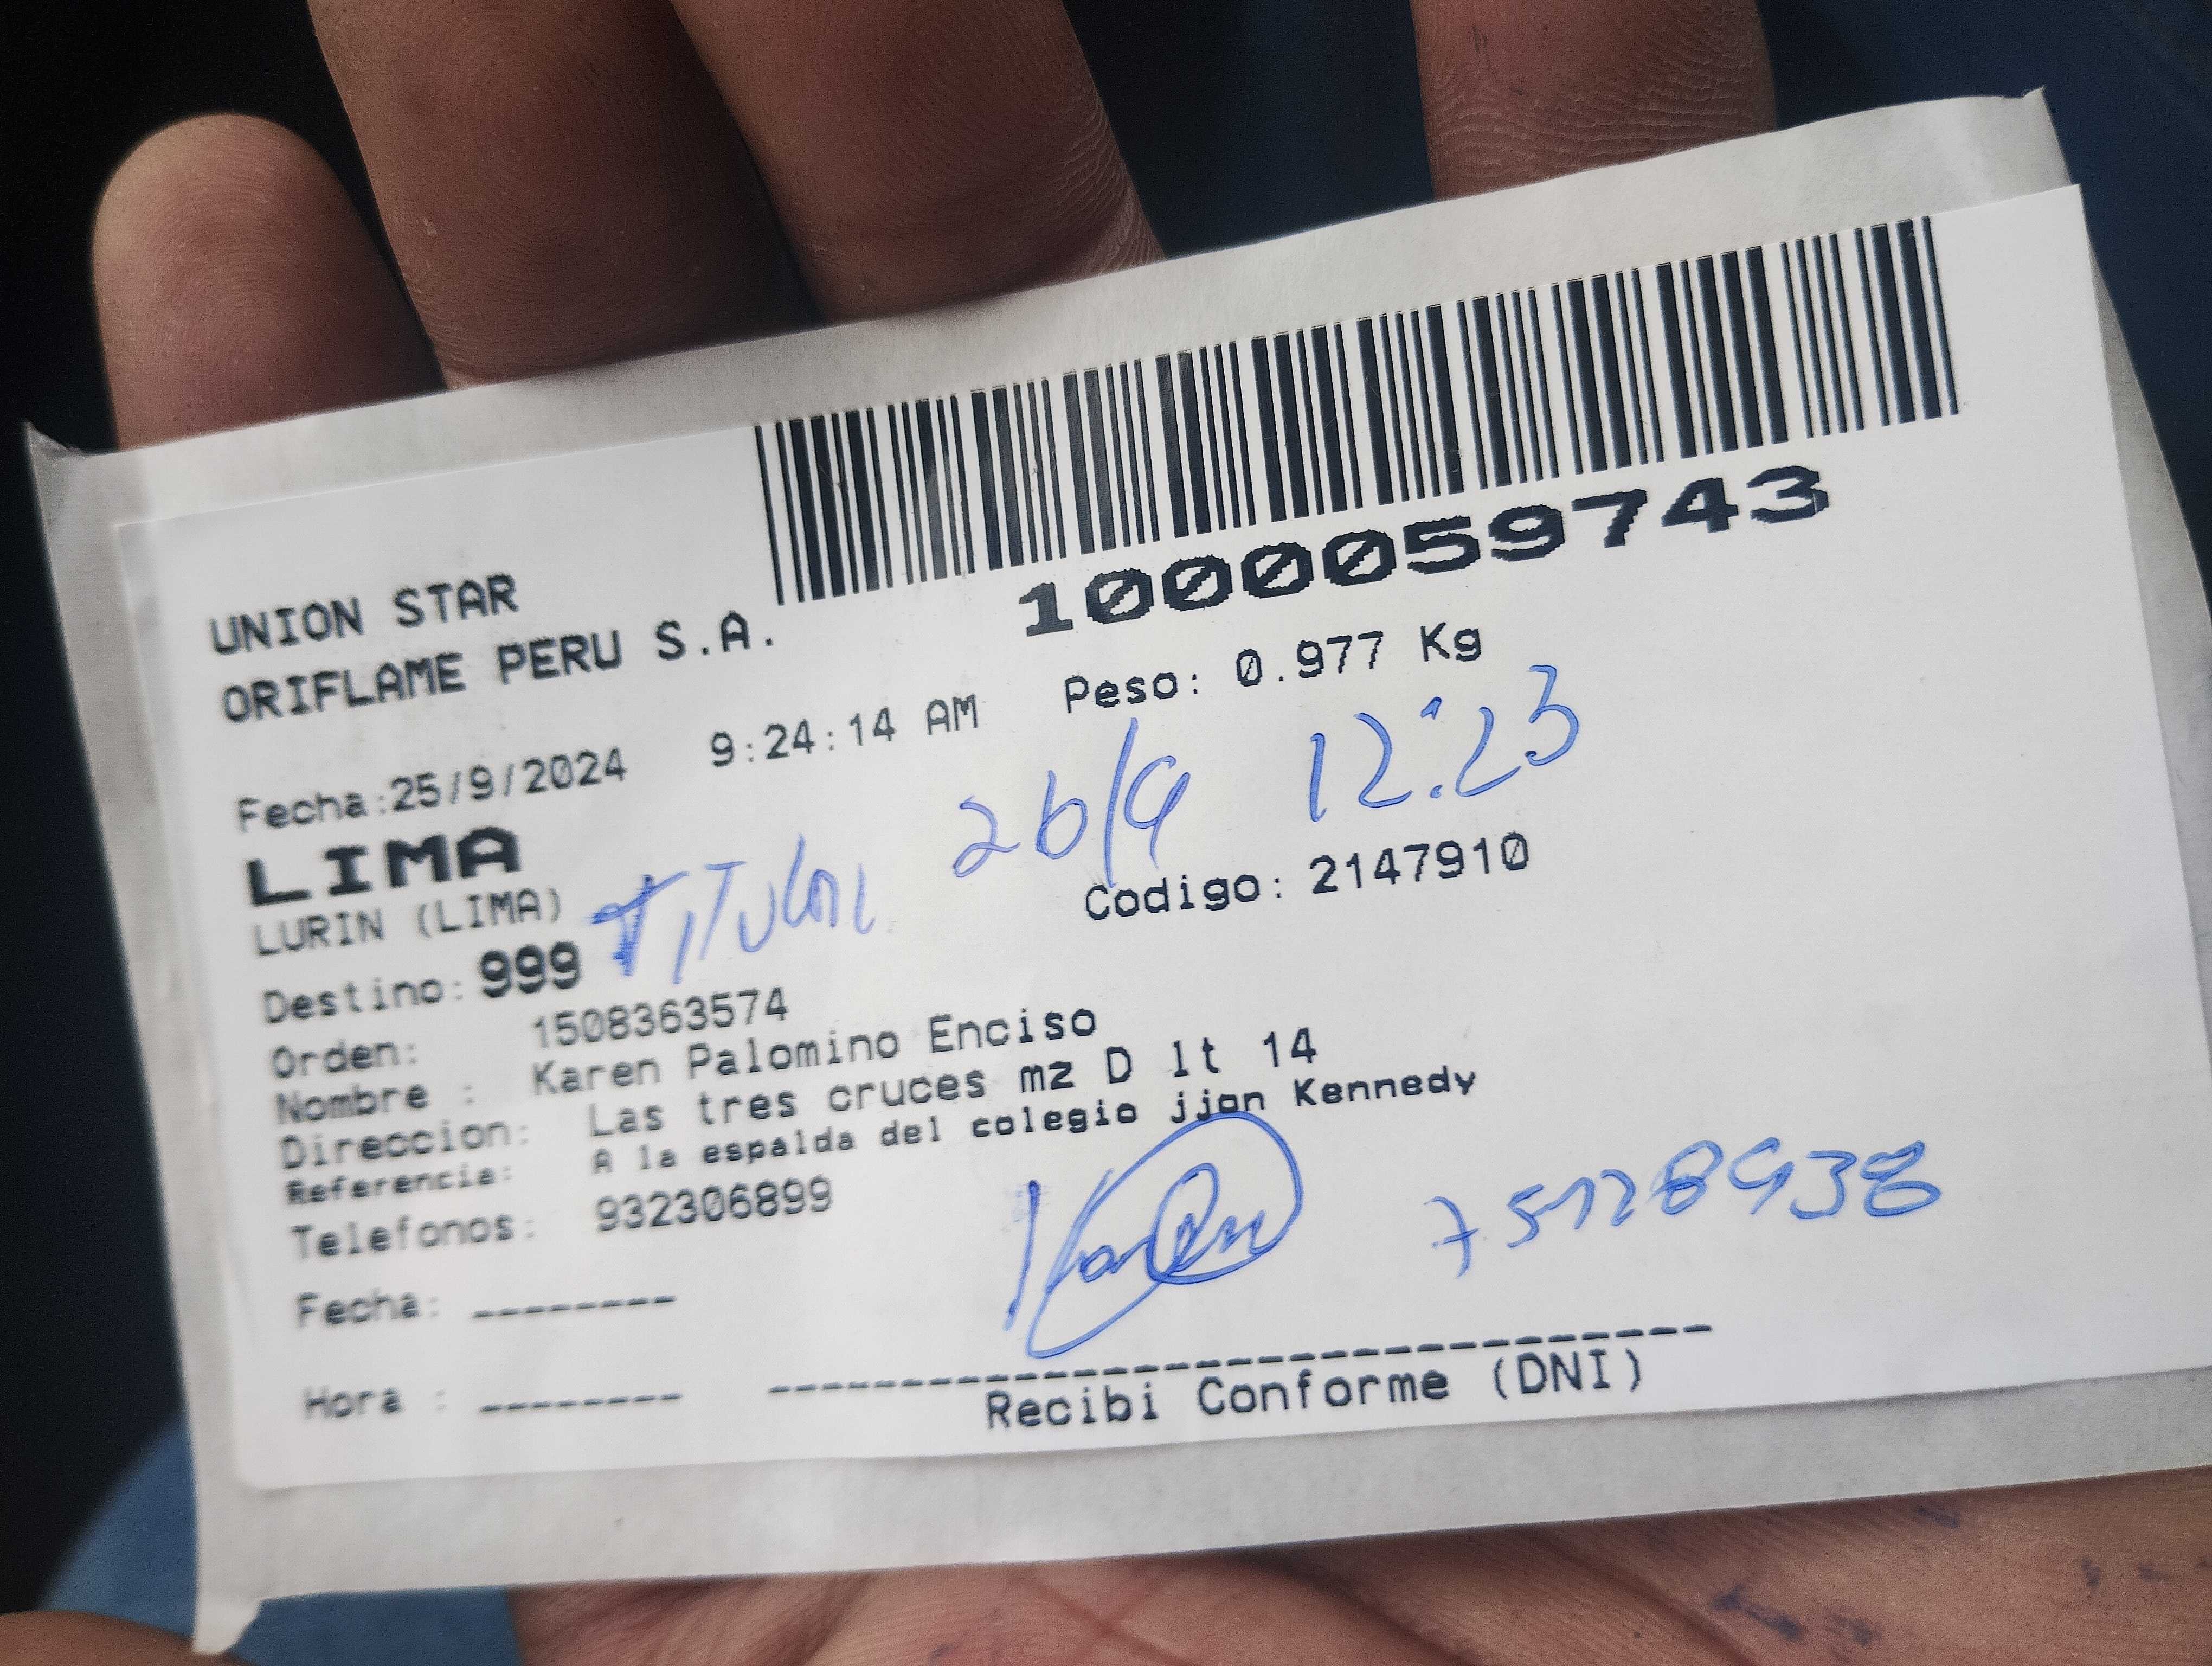 1000059743
UNION STAR
ORIFLAME PERU S.A.
Peso: 0.977 Kg
Fecha:25/9/2024 9:24:14 AM
26/9 12:23
LIMA
LURIN (LIMA)
TITULAR
Codigo: 2147910
Destino: 999
Orden: 1508363574
Nombre : Karen Palomino Enciso
Direccion: Las tres cruces mz D lt 14
Referencia: A la espalda del colegio jjon Kennedy
Telefonos: 932306899
Karen 75128938
Fecha: --------
Hora : --------
Recibi Conforme (DNI)